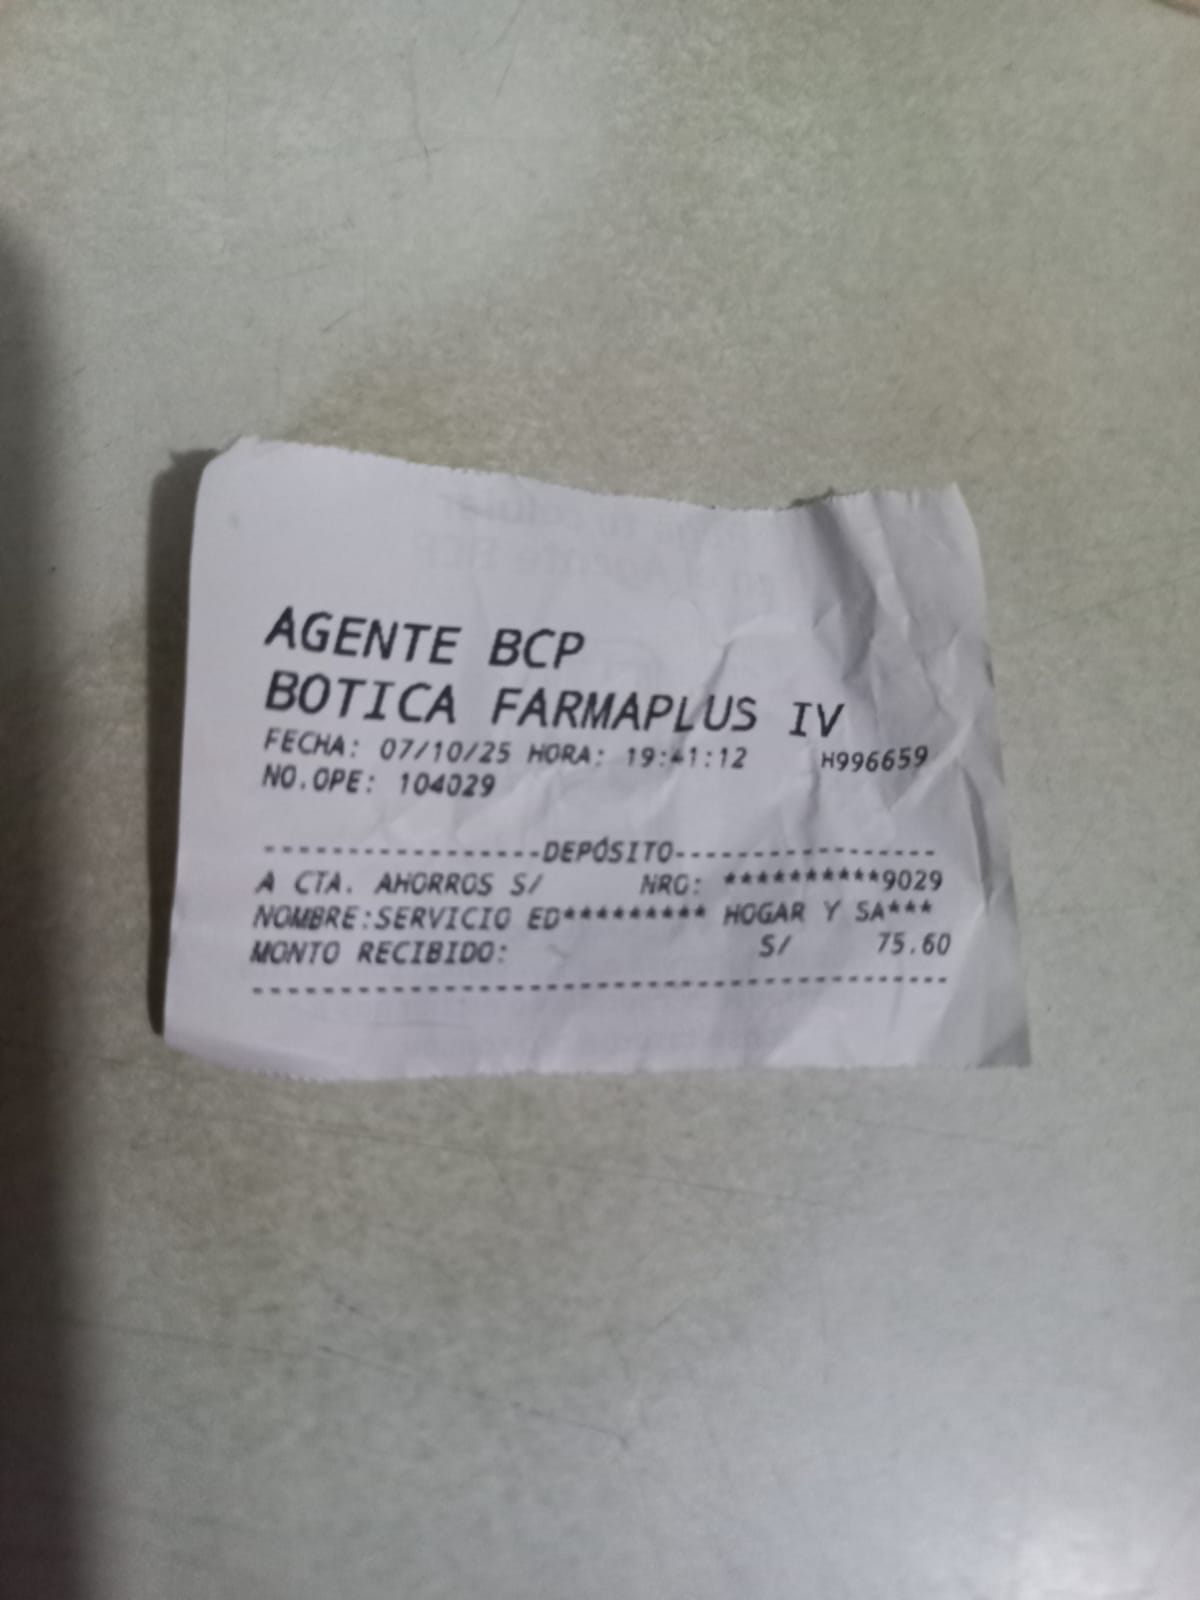 AGENTE BCP
BOTICA FARMAPLUS IV
FECHA: 07/10/25 HORA: 19:41:12 H996659
NO.OPE: 104029
-----------------DEPÓSITO----------------
A CTA. AHORROS S/ NRO: **********9029
NOMBRE:SERVICIO ED********* HOGAR Y SA***
MONTO RECIBIDO: S/ 75.60
-----------------------------------------